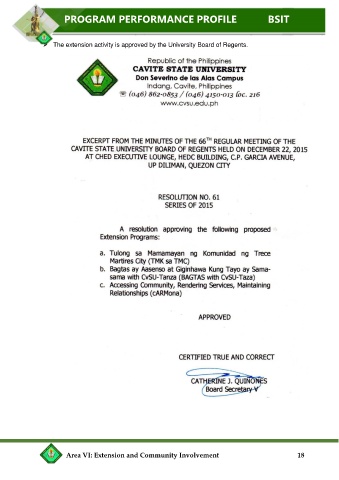 PROGRAM PERFORMANCE PROFILE BSIT
The extension activity is approved by the University Board of Regents.
Republic of the Philippines
CAVITE STATE UNIVERSITY
Don Severino de las Alas Campus
Indang, Cavite, Philippines
☏ (046) 862-0853 / (046) 4150-013 loc. 216
www.cvsu.edu.ph
EXCERPT FROM THE MINUTES OF THE 66TH REGULAR MEETING OF THE
CAVITE STATE UNIVERSITY BOARD OF REGENTS HELD ON DECEMBER 22, 2015
AT CHED EXECUTIVE LOUNGE, HEDC BUILDING, C.P. GARCIA AVENUE,
UP DILIMAN, QUEZON CITY
RESOLUTION NO. 61
SERIES OF 2015
A resolution approving the following proposed
Extension Programs:
a. Tulong sa Mamamayan ng Komunidad ng Trece
Martires City (TMK sa TMC)
b. Bagtas ay Aasenso at Giginhawa Kung Tayo ay Sama-
sama with CvSU-Tanza (BAGTAS with CvSU-Taza)
c. Accessing Community, Rendering Services, Maintaining
Relationships (cARMona)
APPROVED
CERTIFIED TRUE AND CORRECT
CATHERINE J. QUIÑONES
Board Secretary V
Area VI: Extension and Community Involvement 18